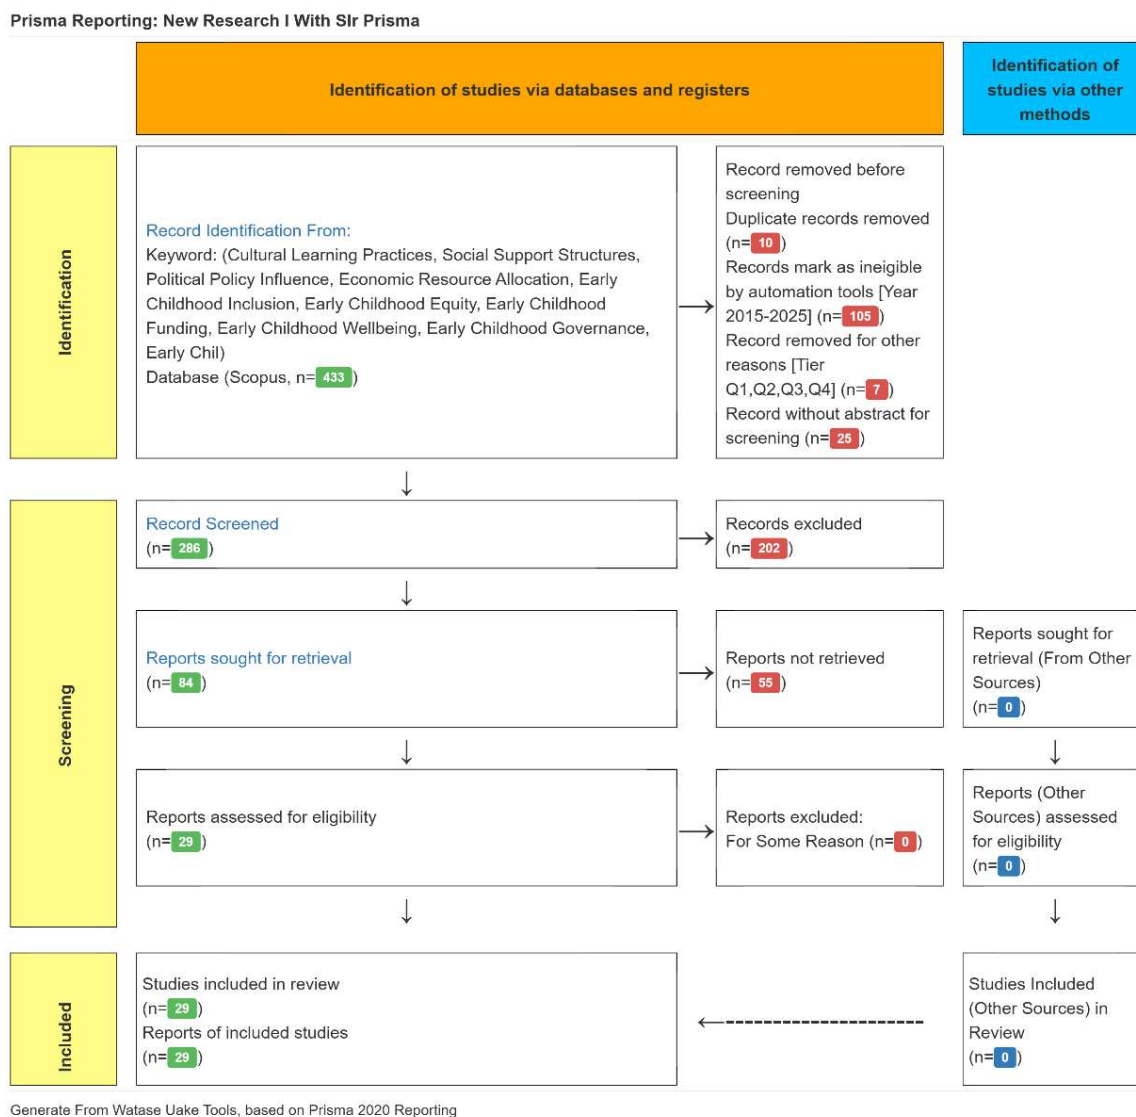 Prisma Reporting: New Research I With Slr Prisma
Identification of studies via databases and registers
Identification of
studies via other
methods
Identification
Record Identification From:
Keyword: (Cultural Learning Practices, Social Support Structures,
Political Policy Influence, Economic Resource Allocation, Early
Childhood Inclusion, Early Childhood Equity, Early Childhood
Funding, Early Childhood Wellbeing, Early Childhood Governance,
Early Chil)
Database (Scopus, n= 433 )
Record removed before
screening
Duplicate records removed
(n= 10 )
Records mark as ineigible
by automation tools [Year
2015-2025] (n= 105 )
Record removed for other
reasons [Tier
Q1,Q2,Q3,Q4] (n= 7 )
Record without abstract for
screening (n= 25 )
Screening
Record Screened
(n= 286 )
Records excluded
(n= 202 )
Reports sought for retrieval
(n= 84 )
Reports not retrieved
(n= 55 )
Reports sought for
retrieval (From Other
Sources)
(n= 0 )
Reports assessed for eligibility
(n= 29 )
Reports excluded:
For Some Reason (n= 0 )
Reports (Other
Sources) assessed
for eligibility
(n= 0 )
Included
Studies included in review
(n= 29 )
Reports of included studies
(n= 29 )
Studies Included
(Other Sources) in
Review
(n= 0 )
Generate From Watase Uake Tools, based on Prisma 2020 Reporting